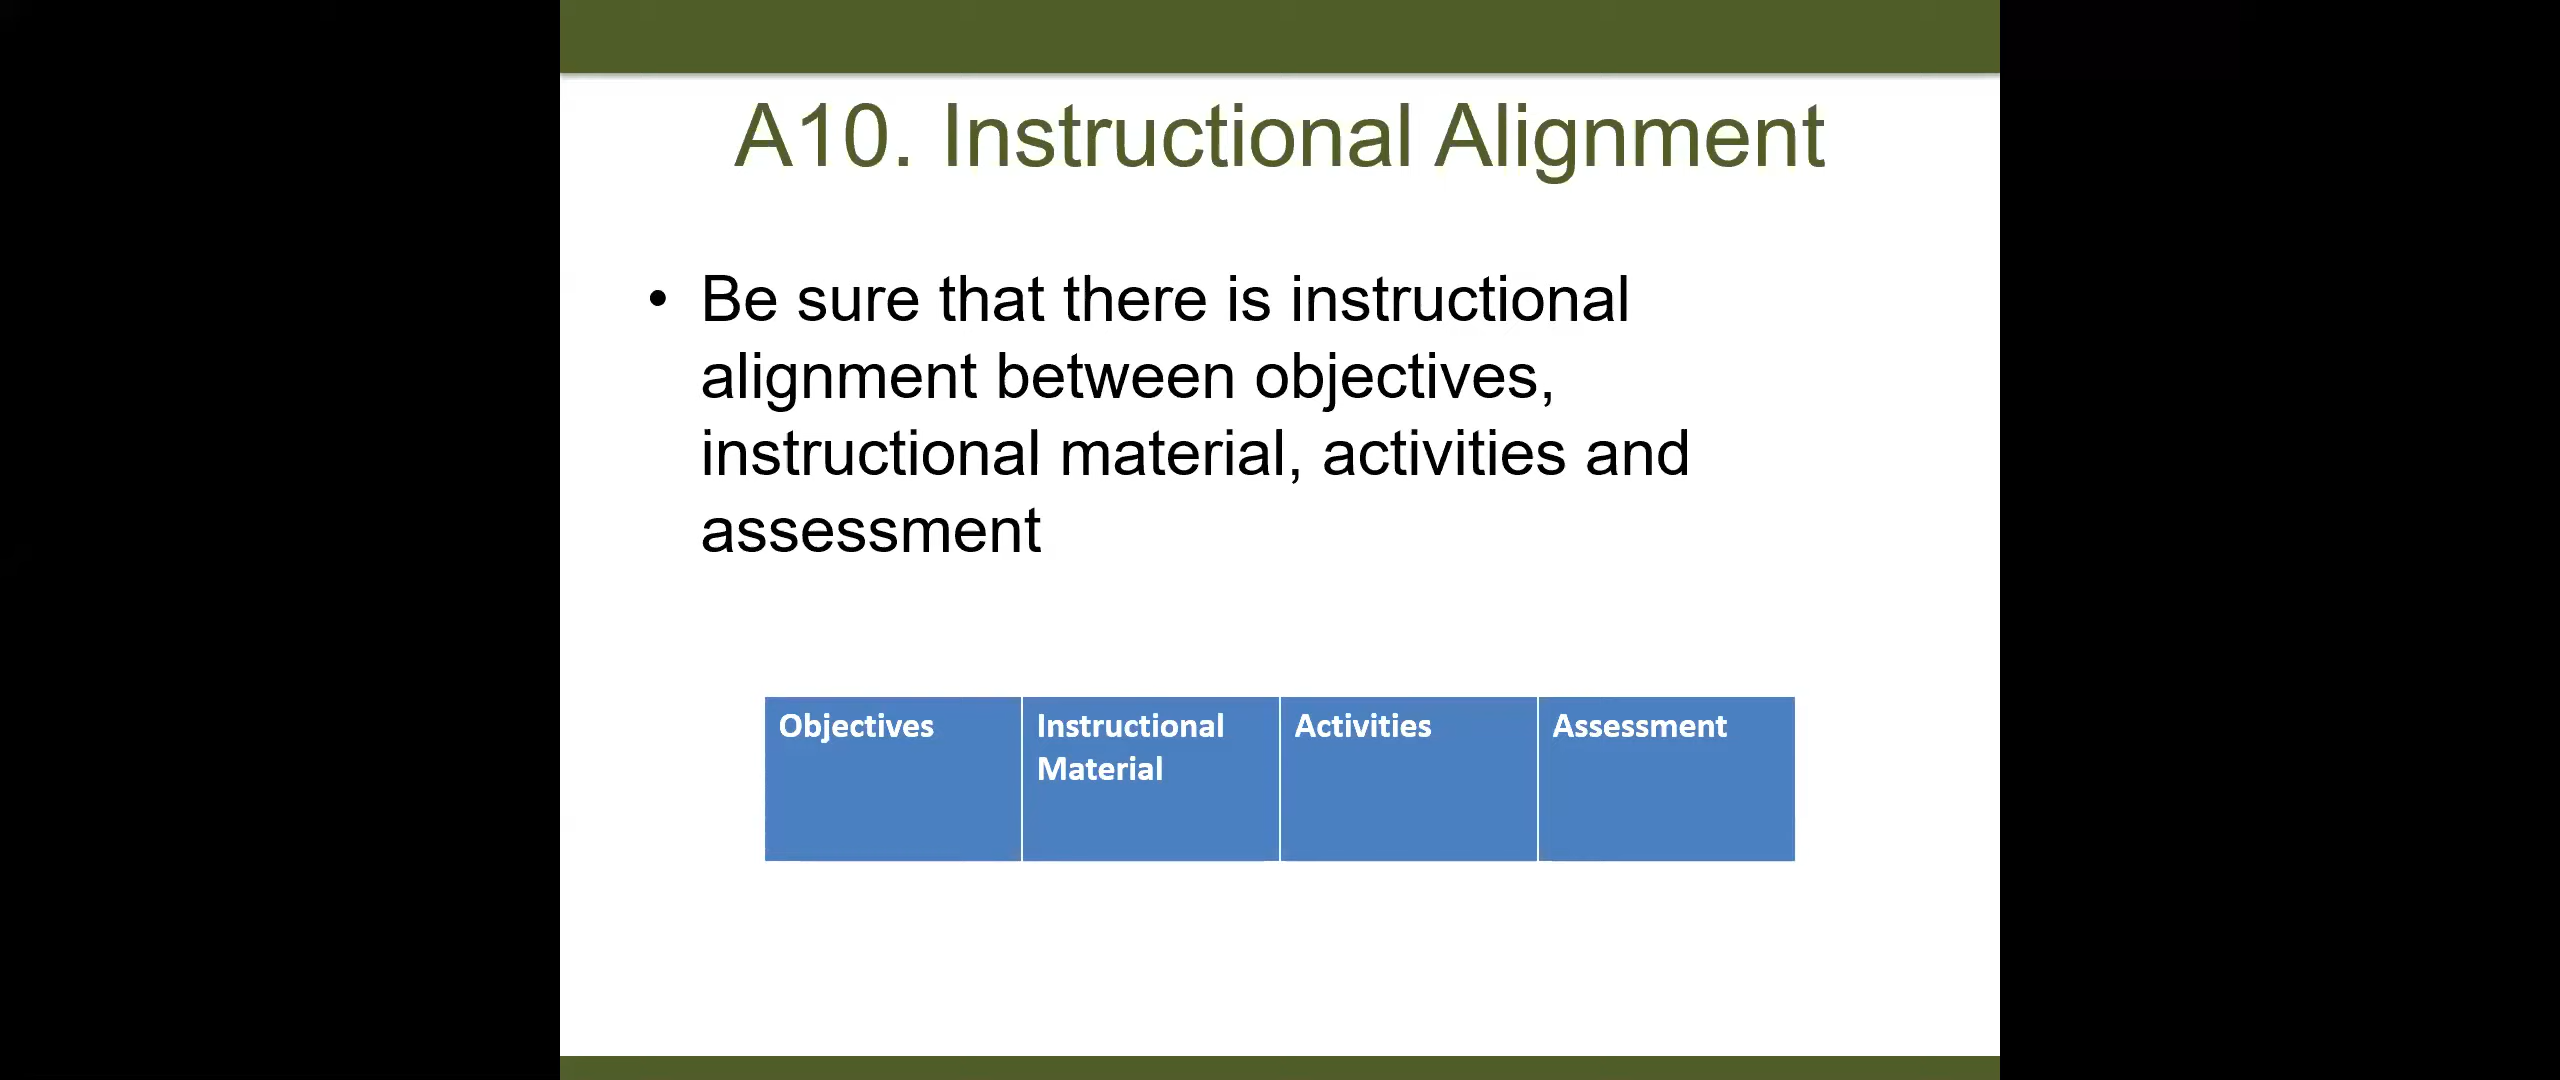 A10. Instructional Alignment
• Be sure that there is instructional
alignment between objectives,
instructional material, activities and
assessment
Objectives
Instructional
Material
Activities
Assessment